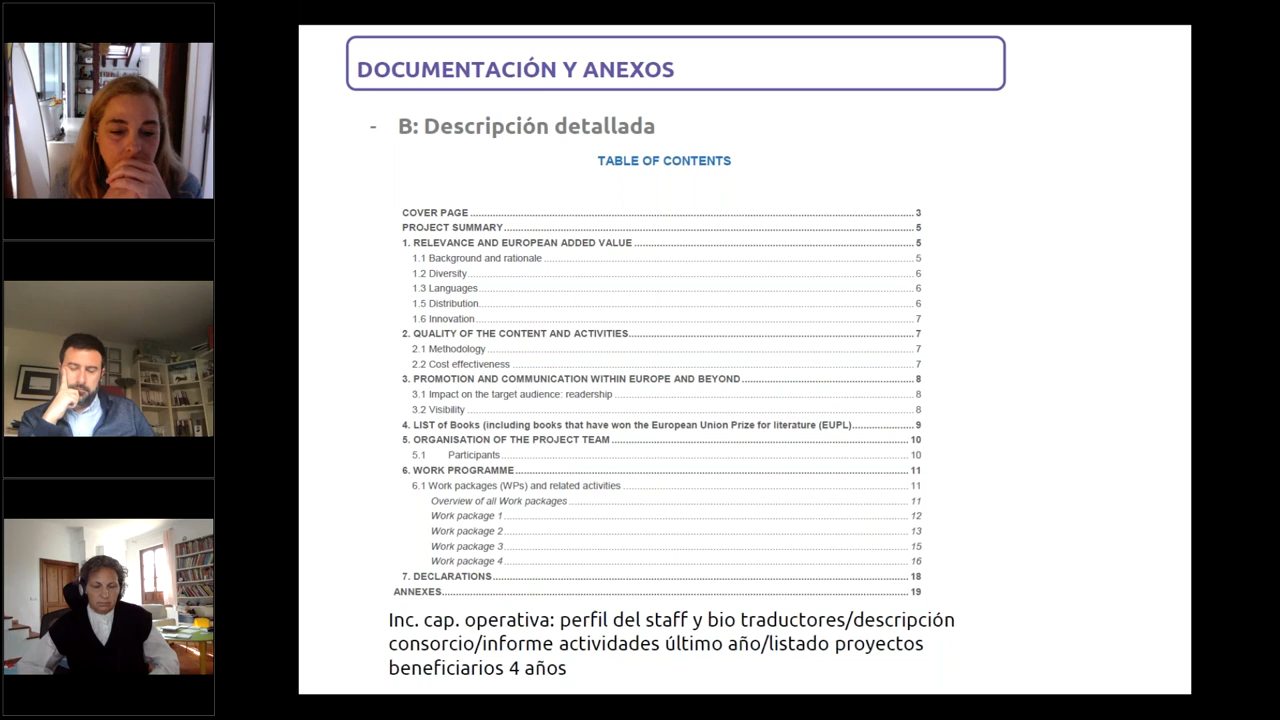 DOCUMENTACIÓN Y ANEXOS
- B: Descripción detallada
TABLE OF CONTENTS
COVER PAGE 3
PROJECT SUMMARY 5
1. RELEVANCE AND EUROPEAN ADDED VALUE 5
1.1 Background and rationale 5
1.2 Diversity 6
1.3 Languages 6
1.5 Distribution 6
1.6 Innovation 7
2. QUALITY OF THE CONTENT AND ACTIVITIES 7
2.1 Methodology 7
2.2 Cost effectiveness 7
3. PROMOTION AND COMMUNICATION WITHIN EUROPE AND BEYOND 8
3.1 Impact on the target audience: readership 8
3.2 Visibility 8
4. LIST of Books (including books that have won the European Union Prize for literature (EUPL) 9
5. ORGANISATION OF THE PROJECT TEAM 10
5.1 Participants 10
6. WORK PROGRAMME 11
6.1 Work packages (WPs) and related activities 11
Overview of all Work packages 11
Work package 1 12
Work package 2 13
Work package 3 15
Work package 4 16
7. DECLARATIONS 18
ANNEXES 19
Inc. cap. operativa: perfil del staff y bio traductores/descripción
consorcio/informe actividades último año/listado proyectos
beneficiarios 4 años